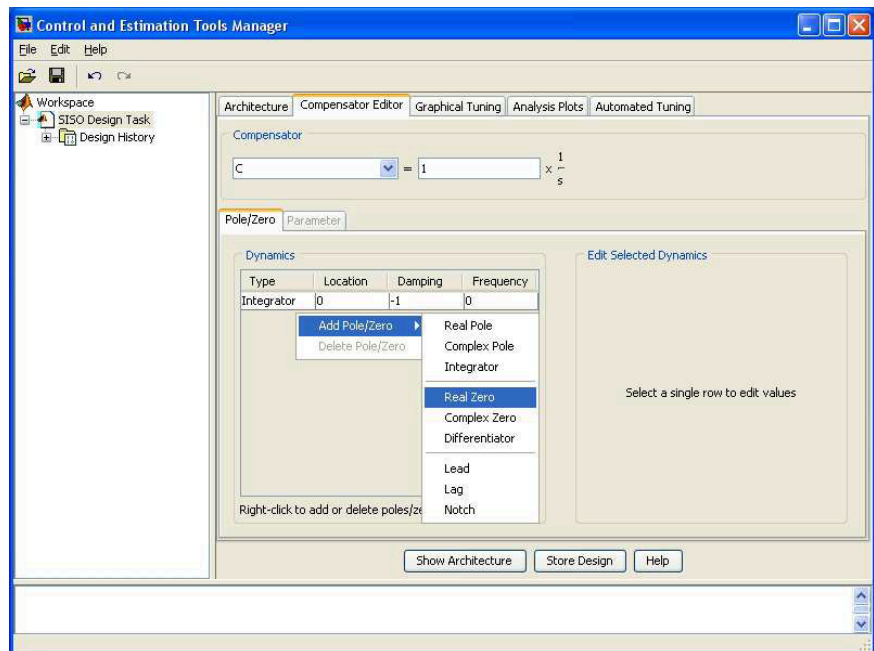 Control and Estimation Tools Manager
File Edit Help
Workspace
SISO Design Task
Design History
Architecture Compensator Editor Graphical Tuning Analysis Plots Automated Tuning
Compensator
C = 1 x 1
s
Pole/Zero Parameter
Dynamics
Type Location Damping Frequency
Integrator 0 -1 0
Add Pole/Zero
Delete Pole/Zero
Real Pole
Complex Pole
Integrator
Real Zero
Complex Zero
Differentiator
Lead
Lag
Notch
Right-click to add or delete poles/ze
Edit Selected Dynamics
Select a single row to edit values
Show Architecture Store Design Help